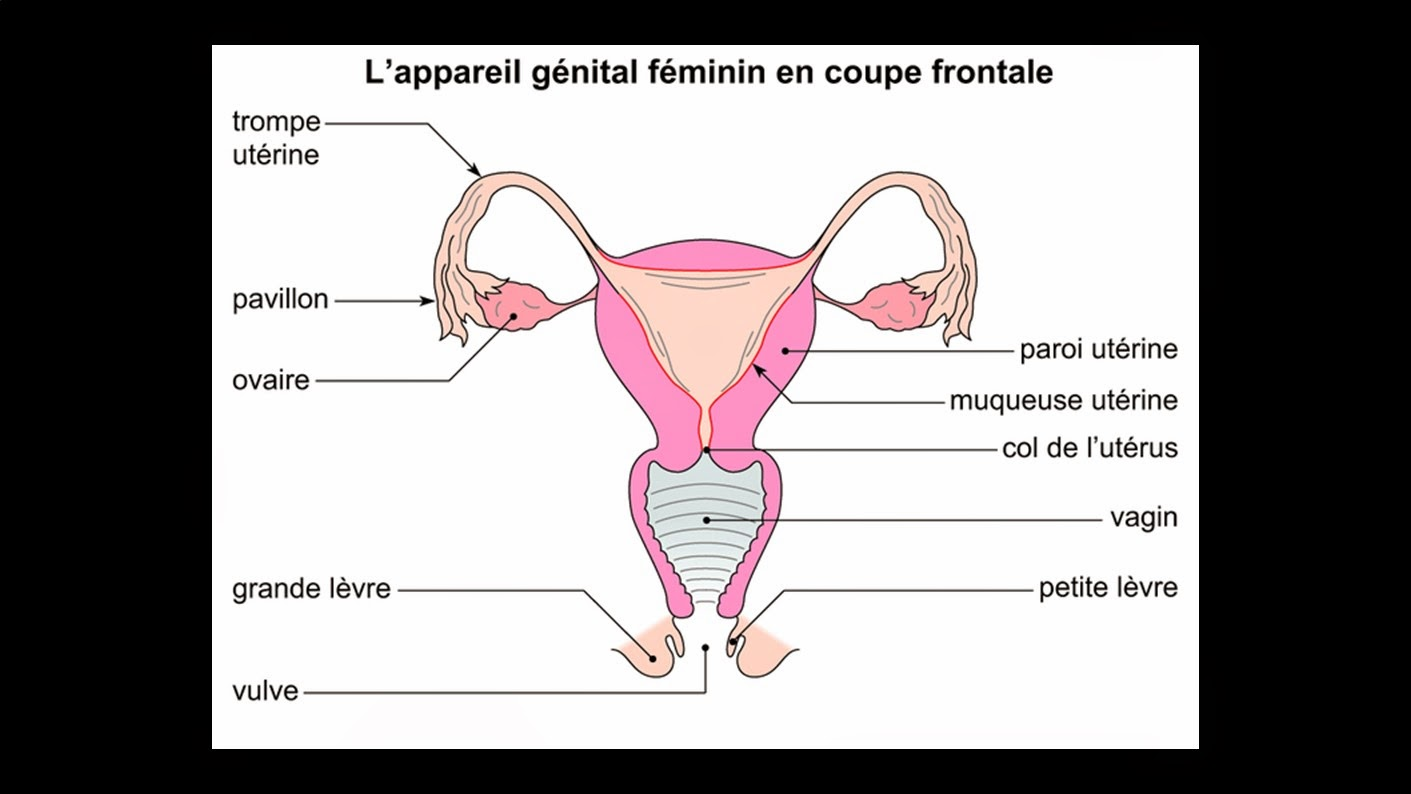 L’appareil génital féminin en coupe frontale
trompe
utérine
pavillon
ovaire
paroi utérine
muqueuse utérine
col de l’utérus
vagin
grande lèvre
petite lèvre
vulve